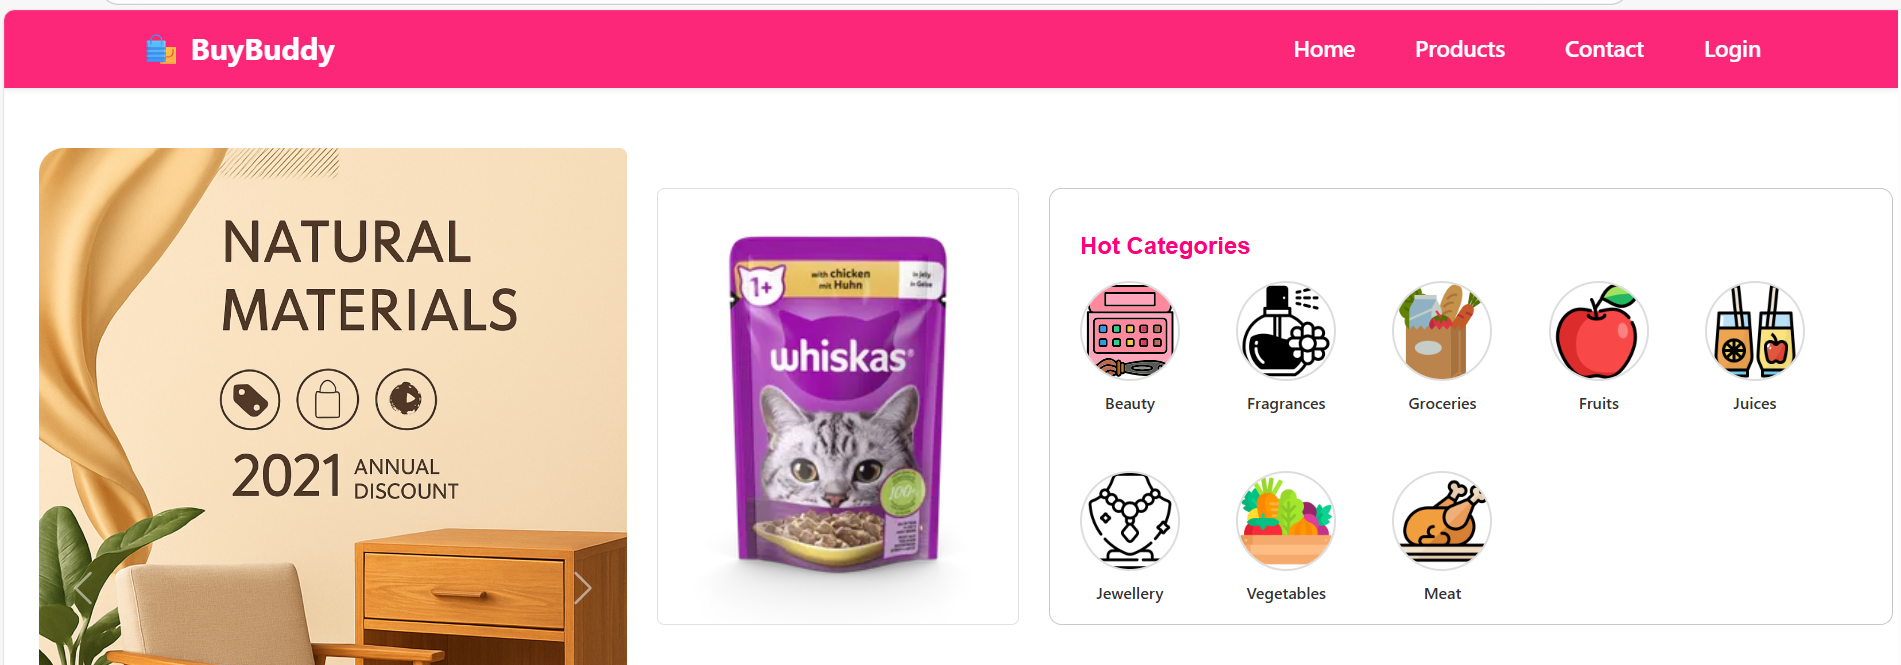 BuyBuddy
Home
Products
Contact
Login
NATURAL
MATERIALS
2021 ANNUAL
DISCOUNT
1+
with chicken
mit Huhn
in Jelly
in Gelee
whiskas®
100%
Hot Categories
Beauty
Fragrances
Groceries
Fruits
Juices
Jewellery
Vegetables
Meat